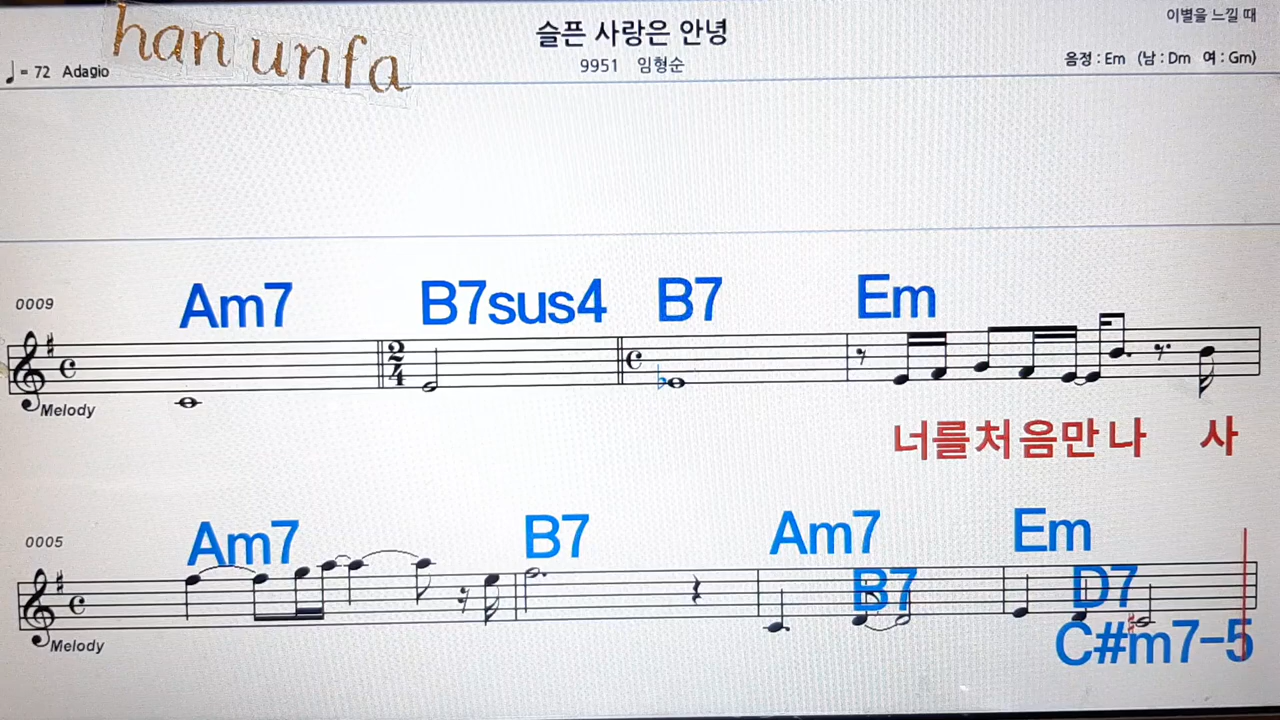 이별을 느낄 때
han unfa
슬픈 사랑은 안녕
♩= 72 Adagio
9951 임형순
음정 : Em (남 : Dm 여 : Gm)
Am7 B7sus4 B7 Em
0009
2
4
Melody
너를처음만나 사
Am7 B7 Am7 Em
0005
B7 D7
Melody
C#m7-5